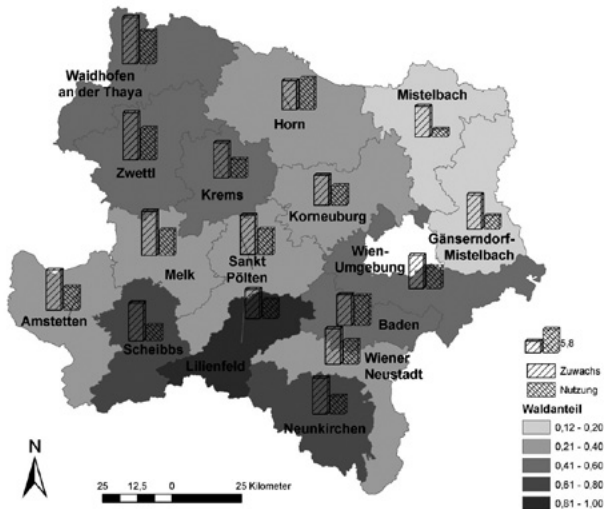 Waidhofen
an der Thaya
Horn
Mistelbach
Zwettl
Krems
Korneuburg
Gänserndorf-
Mistelbach
Wien-
Umgebung
Sankt
Pölten
Melk
Amstetten
Baden
Scheibbs
Lilienfeld
Wiener
Neustadt
Neunkirchen
5,8
Zuwachs
Nutzung
Waldanteil
0,12 - 0,20
0,21 - 0,40
0,41 - 0,60
0,61 - 0,80
0,81 - 1,00
N
25 12,5 0 25 Kilometer